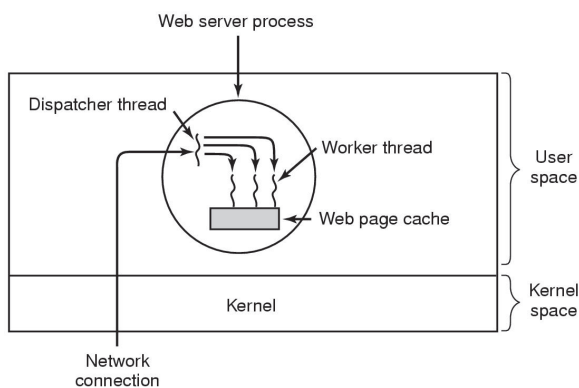 Web server process
Dispatcher thread
Worker thread
User
space
Web page cache
Kernel
Kernel
space
Network
connection